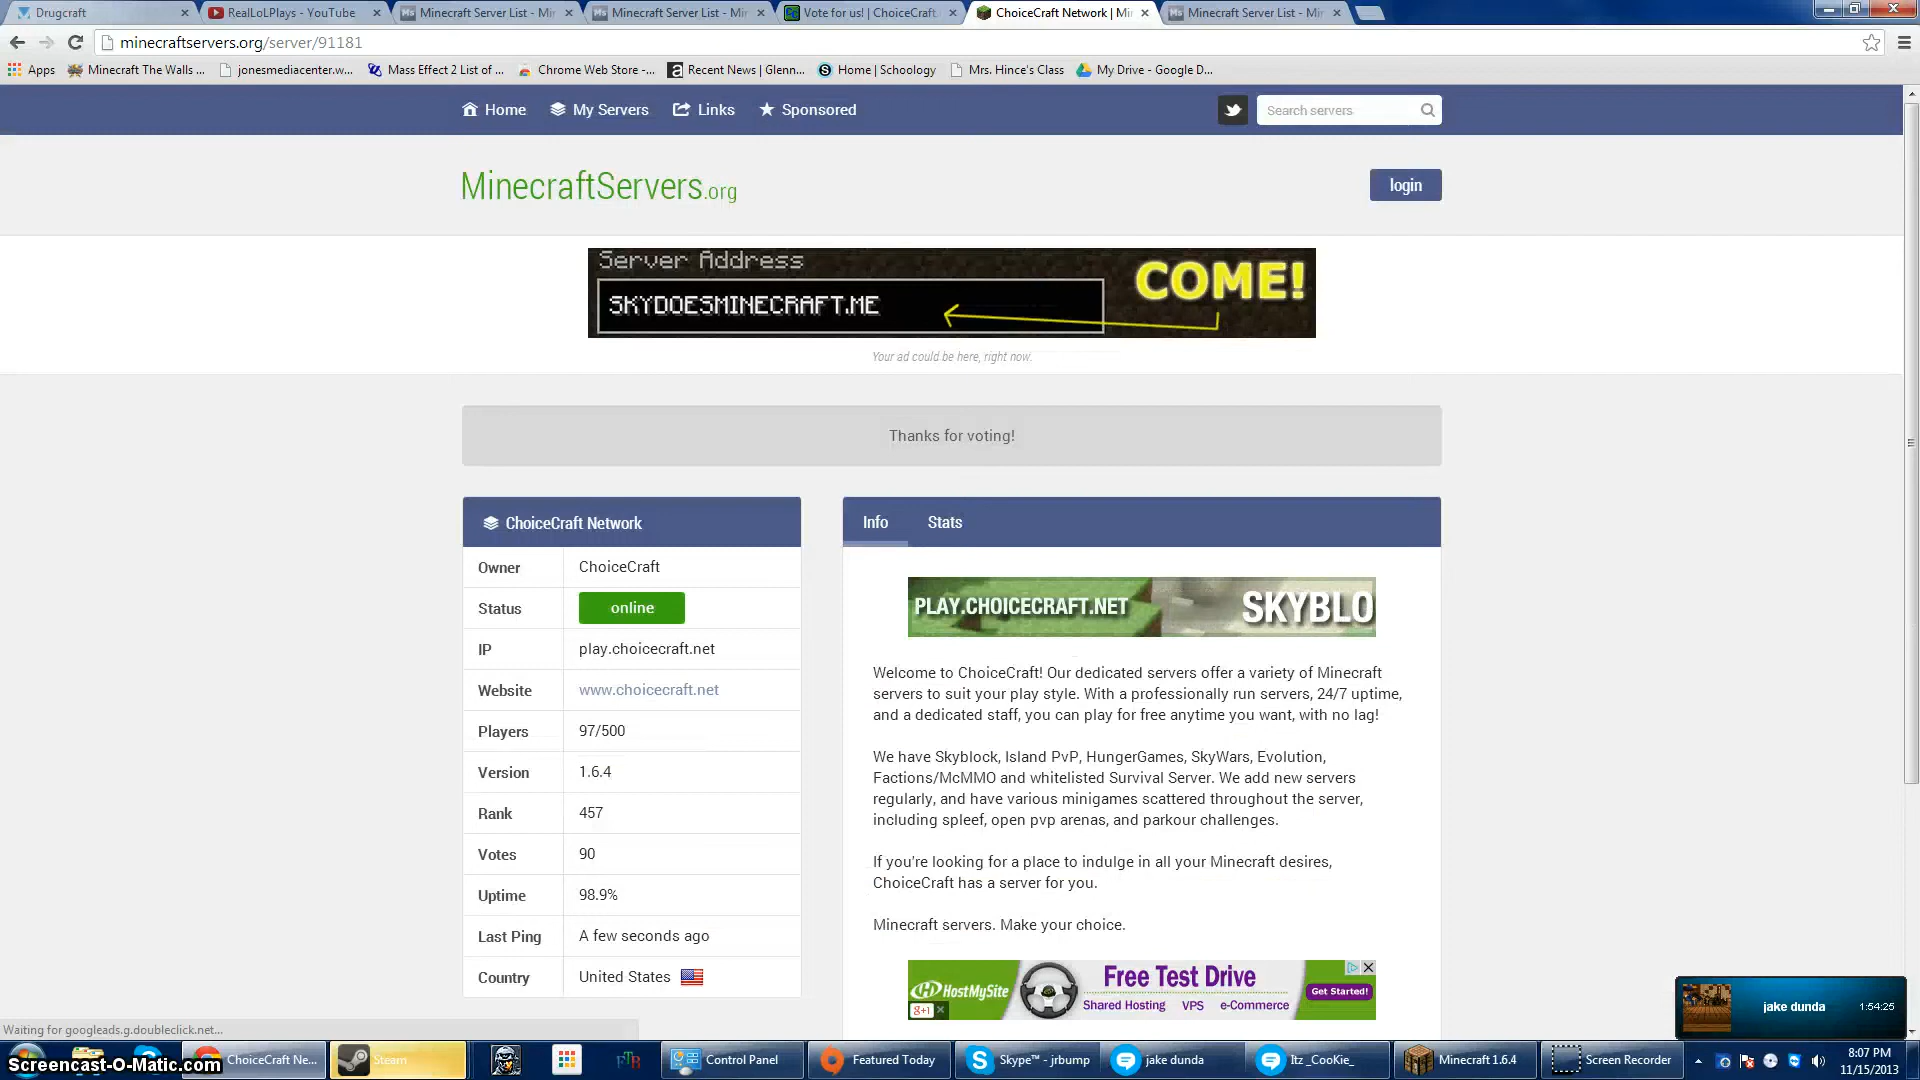 Drugcraft
RealLoLPlays - YouTube
Minecraft Server List - Mi
Minecraft Server List - Mi
Vote for us! | ChoiceCraft
ChoiceCraft Network | Mi
Minecraft Server List - Mi
minecraftservers.org/server/91181
Apps
Minecraft The Walls ...
jonesmediacenter.w...
Mass Effect 2 List of ...
Chrome Web Store -...
Recent News | Glenn...
Home | Schoology
Mrs. Hince's Class
My Drive - Google D...
Home
My Servers
Links
Sponsored
Search servers
MinecraftServers.org
login
Server Address
SKYDOESMINECRAFT.ME
COME!
Your ad could be here, right now.
Thanks for voting!
ChoiceCraft Network
Owner ChoiceCraft
Status online
IP play.choicecraft.net
Website www.choicecraft.net
Players 97/500
Version 1.6.4
Rank 457
Votes 90
Uptime 98.9%
Last Ping A few seconds ago
Country United States
Info Stats
PLAY.CHOICECRAFT.NET SKYBLO
Welcome to ChoiceCraft! Our dedicated servers offer a variety of Minecraft
servers to suit your play style. With a professionally run servers, 24/7 uptime,
and a dedicated staff, you can play for free anytime you want, with no lag!
We have Skyblock, Island PvP, HungerGames, SkyWars, Evolution,
Factions/McMMO and whitelisted Survival Server. We add new servers
regularly, and have various minigames scattered throughout the server,
including spleef, open pvp arenas, and parkour challenges.
If you're looking for a place to indulge in all your Minecraft desires,
ChoiceCraft has a server for you.
Minecraft servers. Make your choice.
HostMySite
g+1
Free Test Drive
Shared Hosting VPS e-Commerce
Get Started!
jake dunda 1:54:25
Waiting for googleads.g.doubleclick.net...
Screencast-O-Matic.com
ChoiceCraft Ne...
Steam
FTB
Control Panel
Featured Today
Skype™ - jrbump
jake dunda
Itz _CooKie_
Minecraft 1.6.4
Screen Recorder
8:07 PM
11/15/2013